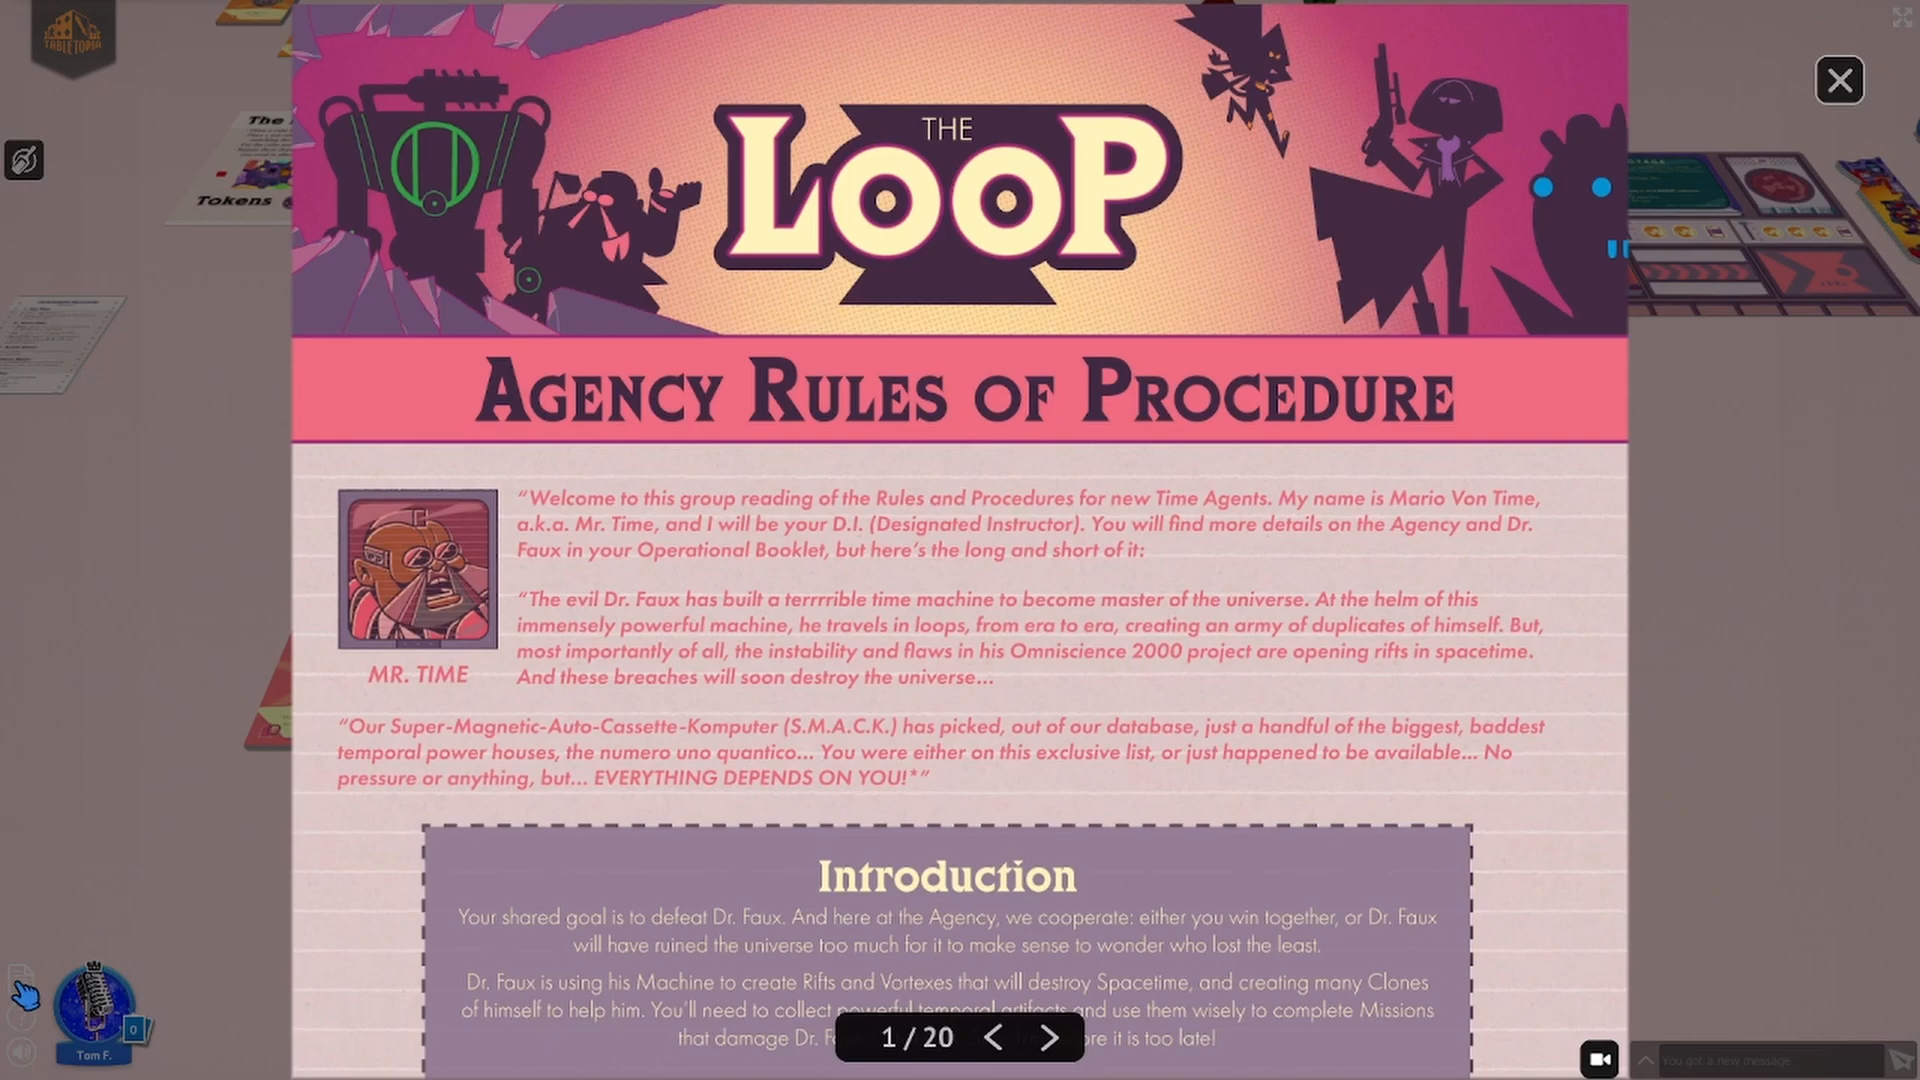 TABLETOPIA
The
Tokens
THE
LOOP
AGENCY RULES OF PROCEDURE
“Welcome to this group reading of the Rules and Procedures for new Time Agents. My name is Mario Von Time,
a.k.a. Mr. Time, and I will be your D.I. (Designated Instructor). You will find more details on the Agency and Dr.
Faux in your Operational Booklet, but here’s the long and short of it:
“The evil Dr. Faux has built a terrrrible time machine to become master of the universe. At the helm of this
immensely powerful machine, he travels in loops, from era to era, creating an army of duplicates of himself. But,
most importantly of all, the instability and flaws in his Omniscience 2000 project are opening rifts in spacetime.
And these breaches will soon destroy the universe...
MR. TIME
“Our Super-Magnetic-Auto-Cassette-Komputer (S.M.A.C.K.) has picked, out of our database, just a handful of the biggest, baddest
temporal power houses, the numero uno quantico... You were either on this exclusive list, or just happened to be available... No
pressure or anything, but... EVERYTHING DEPENDS ON YOU!*”
Introduction
Your shared goal is to defeat Dr. Faux. And here at the Agency, we cooperate: either you win together, or Dr. Faux
will have ruined the universe too much for it to make sense to wonder who lost the least.
Dr. Faux is using his Machine to create Rifts and Vortexes that will destroy Spacetime, and creating many Clones
of himself to help him. You’ll need to collect powerful temporal artifacts and use them wisely to complete Missions
that damage Dr. ore it is too late!
1 / 20
0
Tom F.
You got a new message